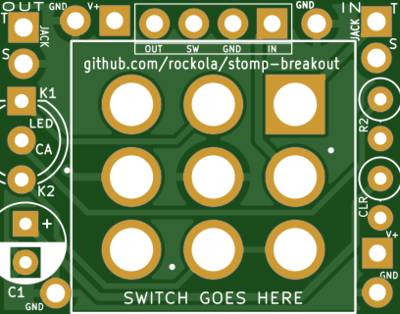 OUT GND V+ GND IN
T JACK T JACK
S S
OUT SW GND IN
github.com/rockola/stomp-breakout
K1
LED
CA
K2
R2
CLR
+
C1
GND GND
SWITCH GOES HERE